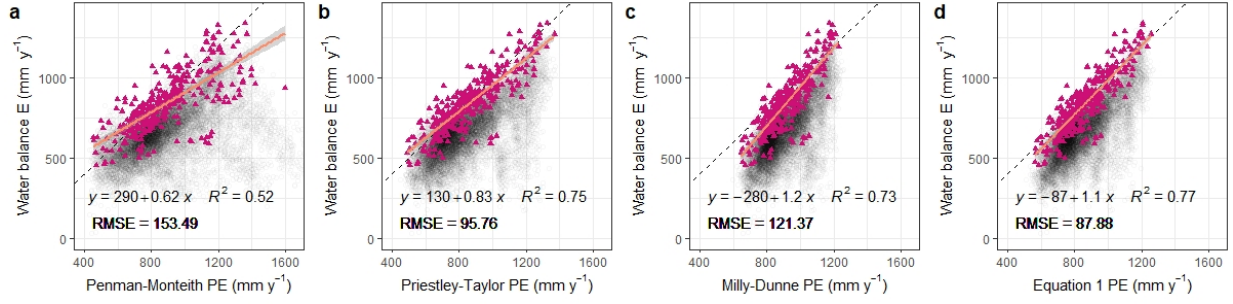 a
Water balance E (mm y⁻¹)
1000
500
0
y = 290 + 0.62 x R² = 0.52
RMSE = 153.49
400 800 1200 1600
Penman-Monteith PE (mm y⁻¹)
b
Water balance E (mm y⁻¹)
1000
500
0
y = 130 + 0.83 x R² = 0.75
RMSE = 95.76
400 800 1200 1600
Priestley-Taylor PE (mm y⁻¹)
c
Water balance E (mm y⁻¹)
1000
500
0
y = −280 + 1.2 x R² = 0.73
RMSE = 121.37
400 800 1200 1600
Milly-Dunne PE (mm y⁻¹)
d
Water balance E (mm y⁻¹)
1000
500
0
y = −87 + 1.1 x R² = 0.77
RMSE = 87.88
400 800 1200 1600
Equation 1 PE (mm y⁻¹)